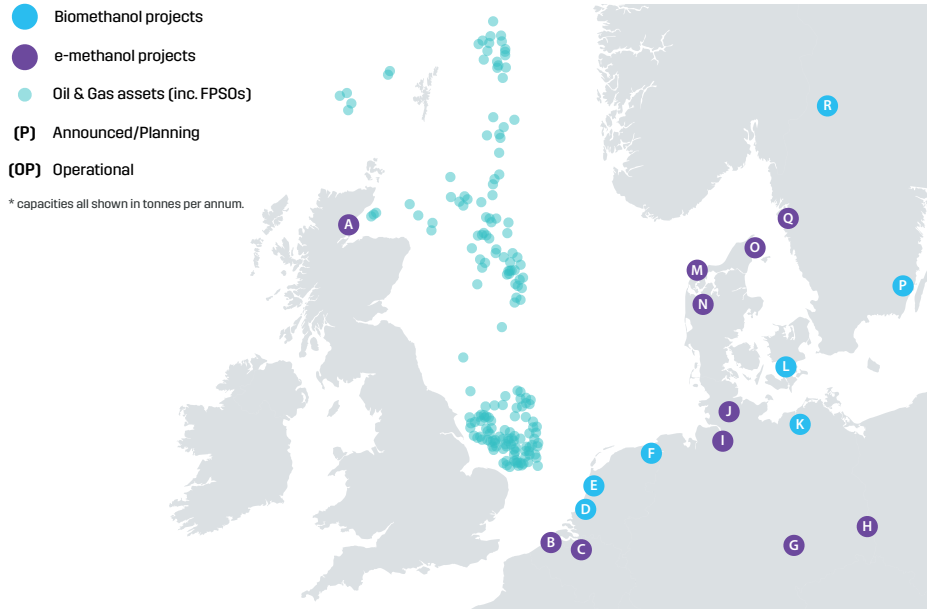 Biomethanol projects
e-methanol projects
Oil & Gas assets (inc. FPSOs)
(P) Announced/Planning
(OP) Operational
* capacities all shown in tonnes per annum.
R
A
Q
O
M
P
N
L
J
K
I
F
E
D
H
B
G
C